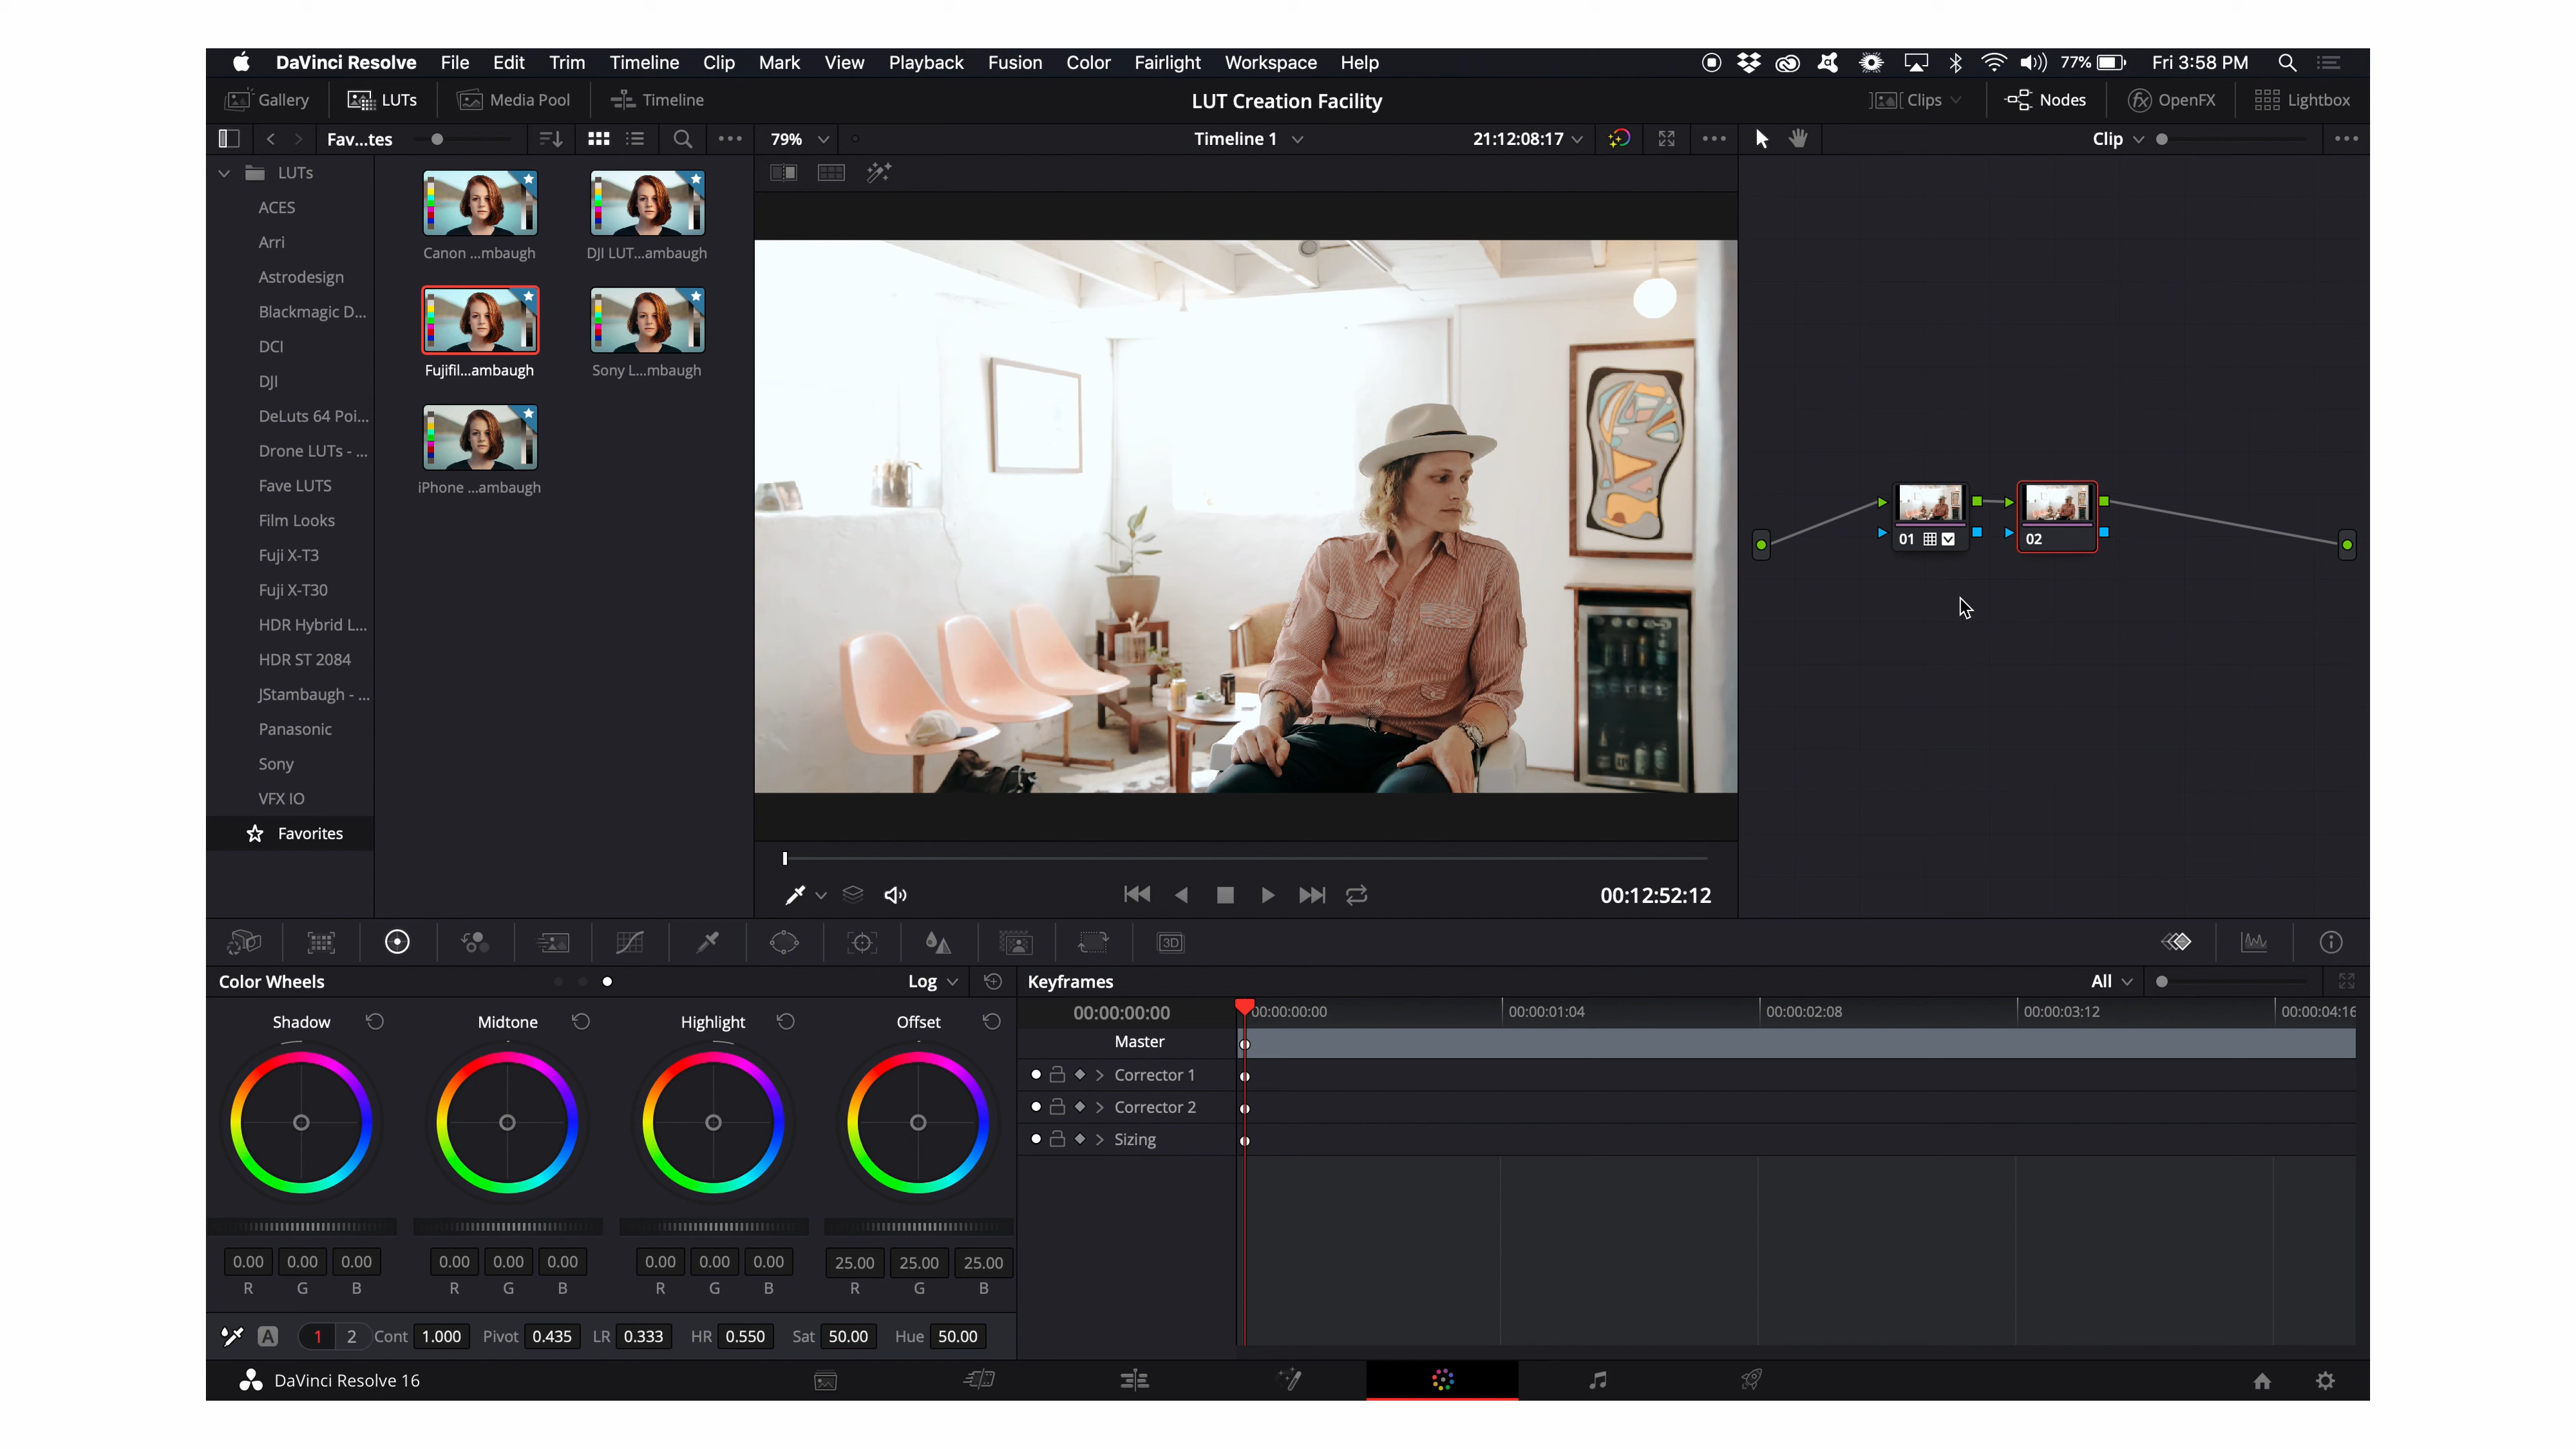 DaVinci Resolve File Edit Trim Timeline Clip Mark View Playback Fusion Color Fairlight Workspace Help 77% Fri 3:58 PM
Gallery LUTs Media Pool Timeline LUT Creation Facility Clips Nodes fx OpenFX Lightbox
Fav...tes 79% Timeline 1 21:12:08:17 Clip
LUTs
ACES
Arri
Astrodesign
Blackmagic D...
DCI
DJI
DeLuts 64 Poi...
Drone LUTs - ...
Fave LUTS
Film Looks
Fuji X-T3
Fuji X-T30
HDR Hybrid L...
HDR ST 2084
JStambaugh - ...
Panasonic
Sony
VFX IO
Favorites
Canon ...mbaugh DJI LUT...ambaugh
Fujifil...ambaugh Sony L...mbaugh
iPhone ...ambaugh
01 02
00:12:52:12
3D
Color Wheels Log
Shadow Midtone Highlight Offset
0.00 0.00 0.00 0.00 0.00 0.00 0.00 0.00 0.00 25.00 25.00 25.00
R G B R G B R G B R G B
A 1 2 Cont 1.000 Pivot 0.435 LR 0.333 HR 0.550 Sat 50.00 Hue 50.00
Keyframes All
00:00:00:00 00:00:00:00 00:00:01:04 00:00:02:08 00:00:03:12 00:00:04:16
Master
Corrector 1
Corrector 2
Sizing
DaVinci Resolve 16